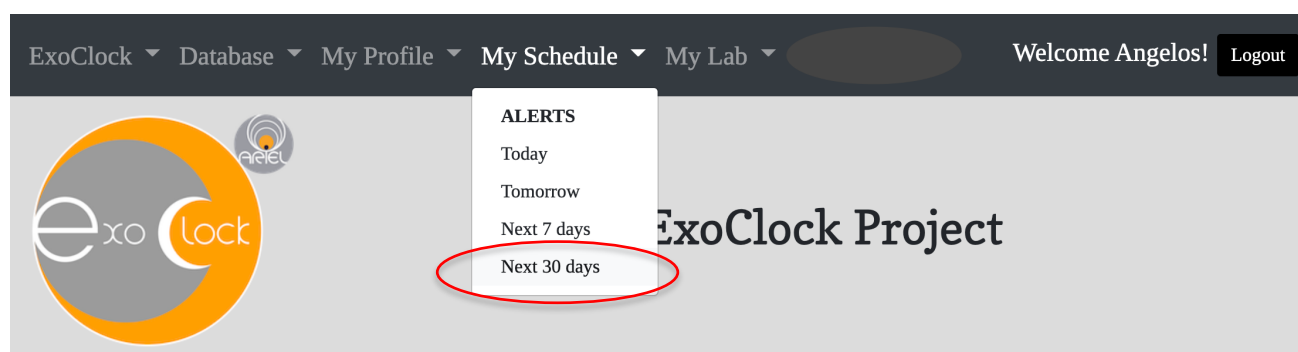 ExoClock My Schedule Database My Profile My Lab Welcome Angelos! Logout
ALERTS
Today
Tomorrow
Next 7 days
Next 30 days
ARIEL
exo clock
ExoClock Project